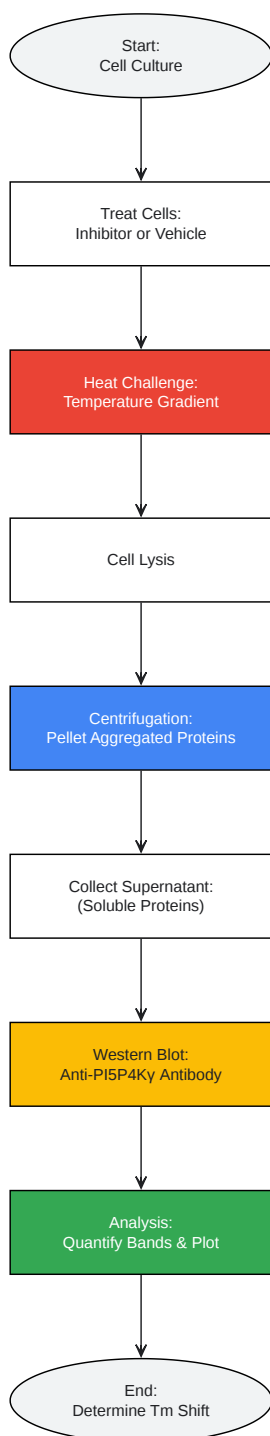 Start:
Cell Culture
Treat Cells:
Inhibitor or Vehicle
Heat Challenge:
Temperature Gradient
Cell Lysis
Centrifugation:
Pellet Aggregated Proteins
Collect Supernatant:
(Soluble Proteins)
Western Blot:
Anti-PI5P4Kγ Antibody
Analysis:
Quantify Bands & Plot
End:
Determine Tm Shift